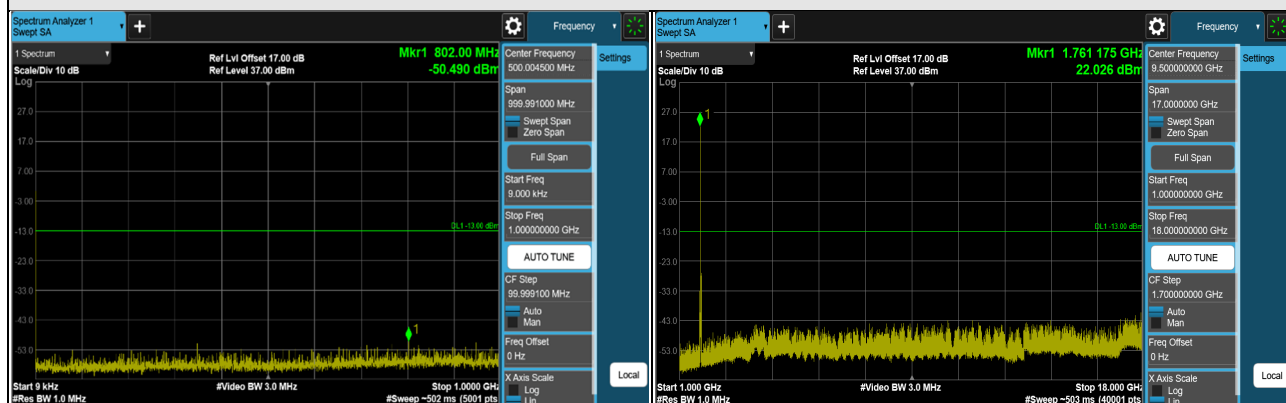 Spectrum Analyzer 1
Swept SA
+
Frequency
1 Spectrum
Scale/Div 10 dB
Log
Ref Lvl Offset 17.00 dB
Ref Level 37.00 dBm
Mkr1 802.00 MHz
-50.490 dBm
27.0
17.0
7.00
-3.00
-13.0
-23.0
-33.0
-43.0
-53.0
DL1 -13.00 dBm
1
Start 9 kHz
#Res BW 1.0 MHz
#Video BW 3.0 MHz
Stop 1.0000 GHz
#Sweep ~502 ms (5001 pts
Center Frequency
500.004500 MHz
Settings
Span
999.991000 MHz
Swept Span
Zero Span
Full Span
Start Freq
9.000 kHz
Stop Freq
1.000000000 GHz
AUTO TUNE
CF Step
99.999100 MHz
Auto
Man
Freq Offset
0 Hz
X Axis Scale
Log
Lin
Local
Spectrum Analyzer 1
Swept SA
+
Frequency
1 Spectrum
Scale/Div 10 dB
Log
Ref Lvl Offset 17.00 dB
Ref Level 37.00 dBm
Mkr1 1.761 175 GHz
22.026 dBm
27.0
17.0
7.00
-3.00
-13.0
-23.0
-33.0
-43.0
-53.0
DL1 -13.00 dBm
1
Start 1.000 GHz
#Res BW 1.0 MHz
#Video BW 3.0 MHz
Stop 18.000 GHz
#Sweep ~503 ms (40001 pts
Center Frequency
9.500000000 GHz
Settings
Span
17.0000000 GHz
Swept Span
Zero Span
Full Span
Start Freq
1.000000000 GHz
Stop Freq
18.000000000 GHz
AUTO TUNE
CF Step
1.700000000 GHz
Auto
Man
Freq Offset
0 Hz
X Axis Scale
Log
Lin
Local